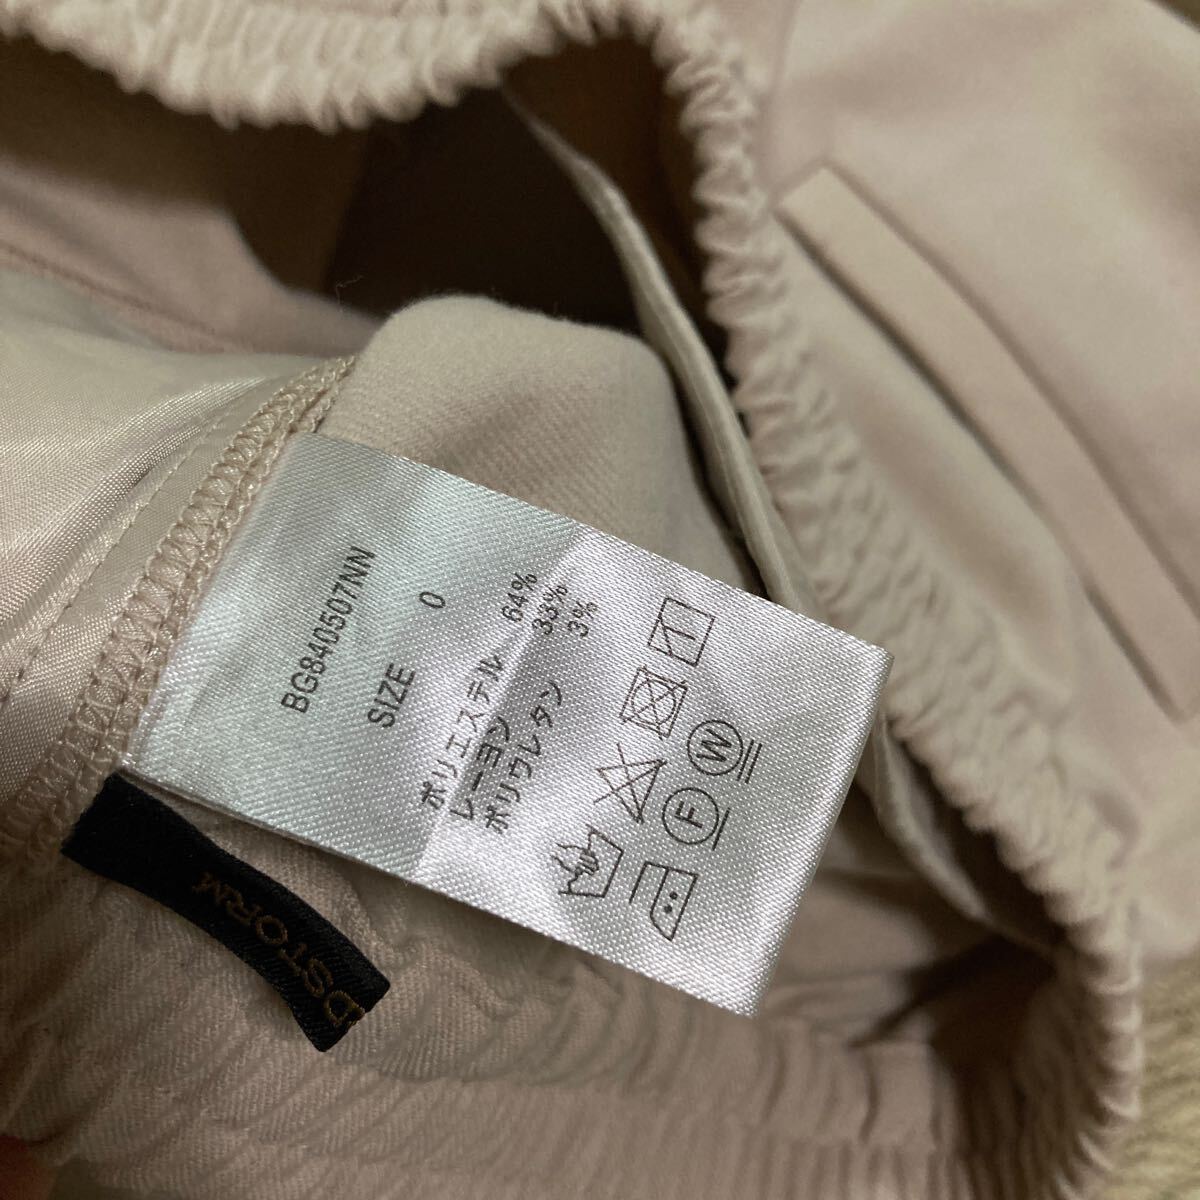 BG840507NN
SIZE 0
ポリエステル 64%
レーヨン 33%
ポリウレタン 3%
W
F
DSTORM